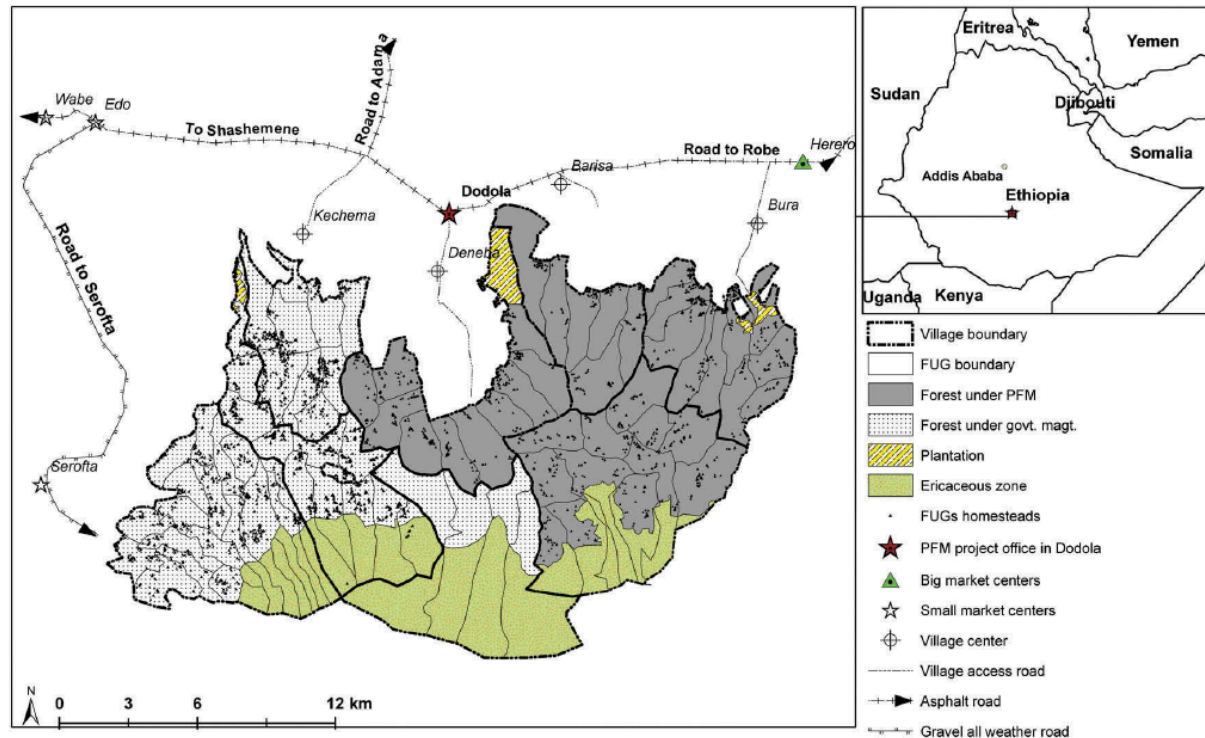 Wabe
Edo
To Shashemene
Road to Adama
Road to Robe
Herero
Barisa
Dodola
Kechema
Bura
Deneba
Road to Serofta
Serofta
N
0 3 6 12 km
Eritrea
Yemen
Sudan
Djibouti
Somalia
Addis Ababa
Ethiopia
Uganda
Kenya
Village boundary
FUG boundary
Forest under PFM
Forest under govt. magt.
Plantation
Ericaceous zone
FUGs homesteads
PFM project office in Dodola
Big market centers
Small market centers
Village center
Village access road
Asphalt road
Gravel all weather road